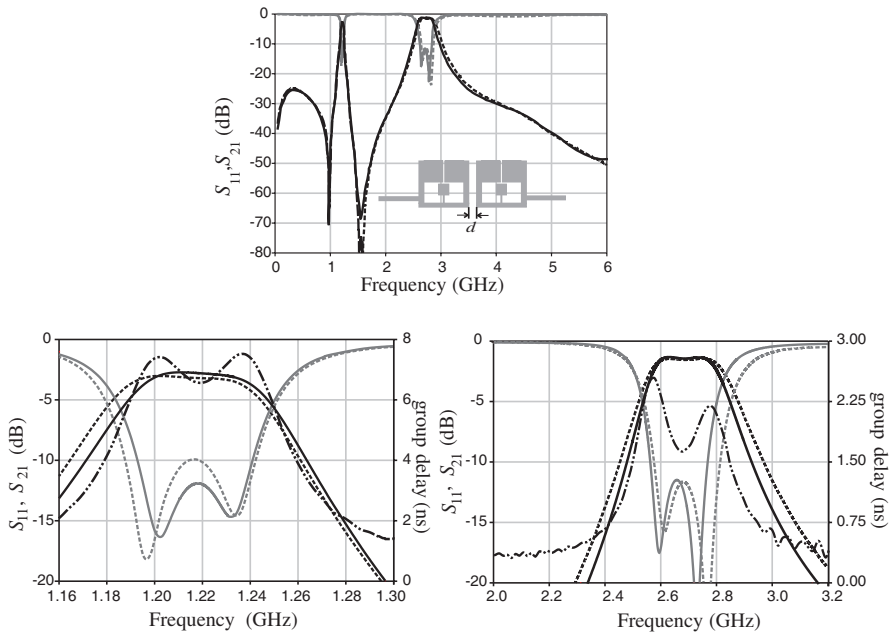 0
-10
-20
-30
-40
-50
-60
-70
-80
S11,S21 (dB)
d
0 1 2 3 4 5 6
Frequency (GHz)
0
-5
-10
-15
-20
S11, S21 (dB)
8
6
4
2
0
group delay (ns)
1.16 1.18 1.20 1.22 1.24 1.26 1.28 1.30
Frequency (GHz)
0
-5
-10
-15
-20
S11, S21 (dB)
3.00
2.25
1.50
0.75
0.00
group delay (ns)
2.0 2.2 2.4 2.6 2.8 3.0 3.2
Frequency (GHz)